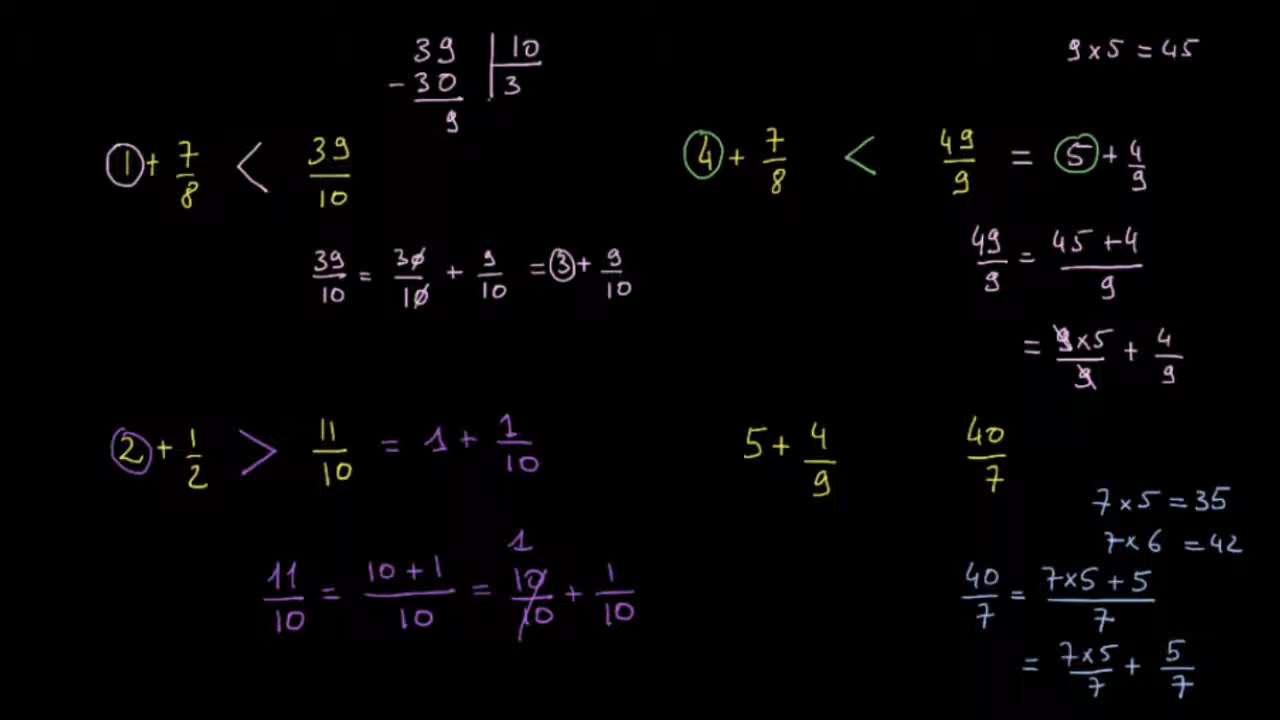 39 | 10
- 30 | 3
9
1 + 7/8 < 39/10
39/10 = 30/10 + 9/10 = 3 + 9/10
2 + 1/2 > 11/10 = 1 + 1/10
1
11/10 = 10 + 1/10 = 10/10 + 1/10
9 x 5 = 45
4 + 7/8 < 49/9 = 5 + 4/9
49/9 = 45 + 4/9
= 9 x 5/9 + 4/9
5 + 4/9 40/7
7 x 5 = 35
7 x 6 = 42
40/7 = 7 x 5 + 5/7
= 7 x 5/7 + 5/7